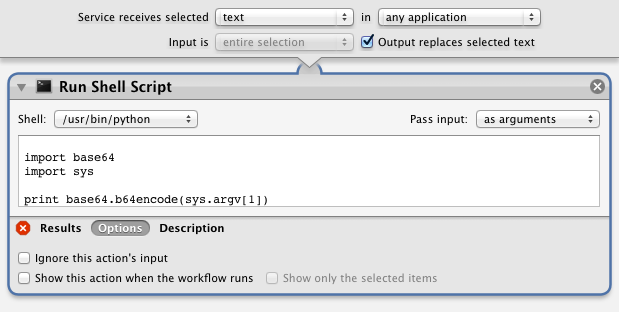 Service receives selected text in any application
Input is entire selection Output replaces selected text
Run Shell Script
Shell: /usr/bin/python Pass input: as arguments
import base64
import sys
print base64.b64encode(sys.argv[1])
Results Options Description
Ignore this action's input
Show this action when the workflow runs Show only the selected items